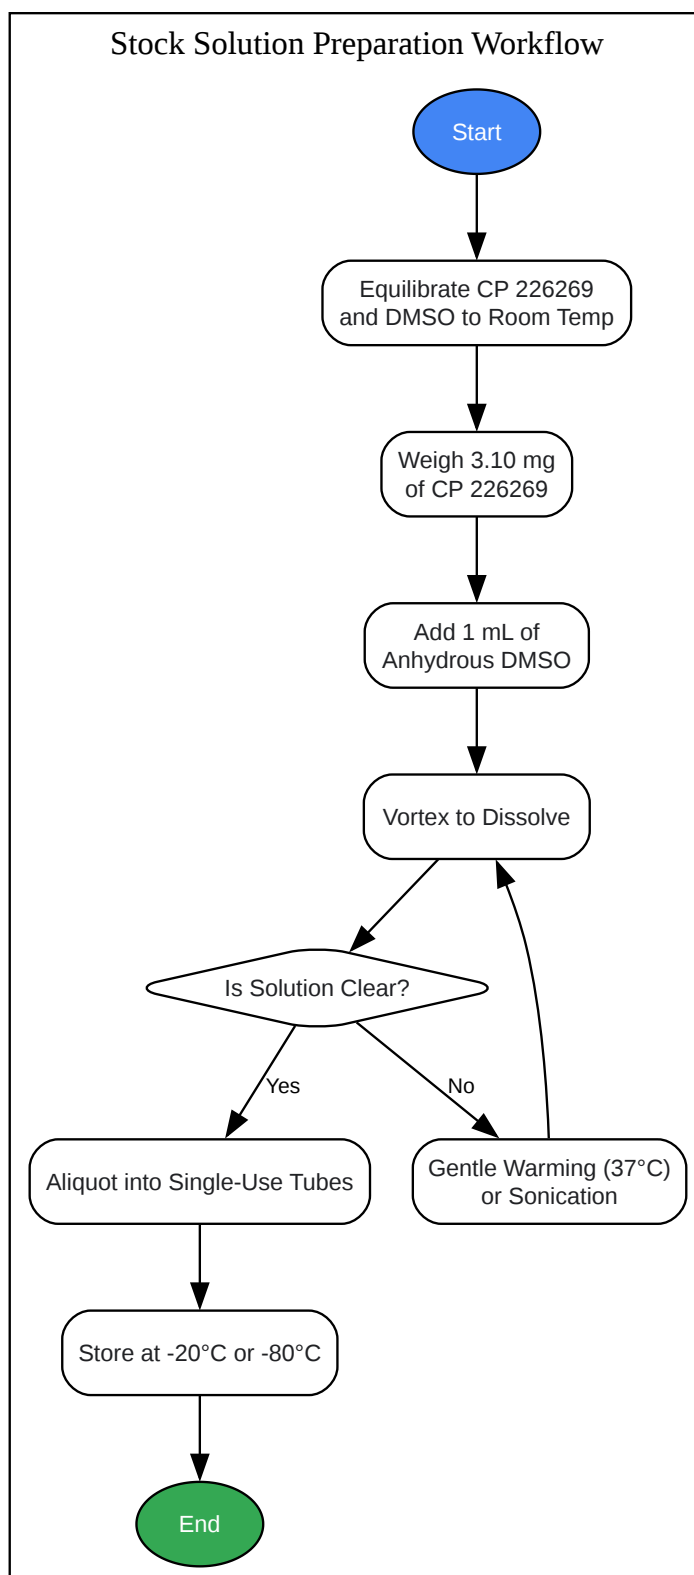 Stock Solution Preparation Workflow
Start
Equilibrate CP 226269
and DMSO to Room Temp
Weigh 3.10 mg
of CP 226269
Add 1 mL of
Anhydrous DMSO
Vortex to Dissolve
Is Solution Clear?
Yes
No
Aliquot into Single-Use Tubes
Gentle Warming (37°C)
or Sonication
Store at -20°C or -80°C
End